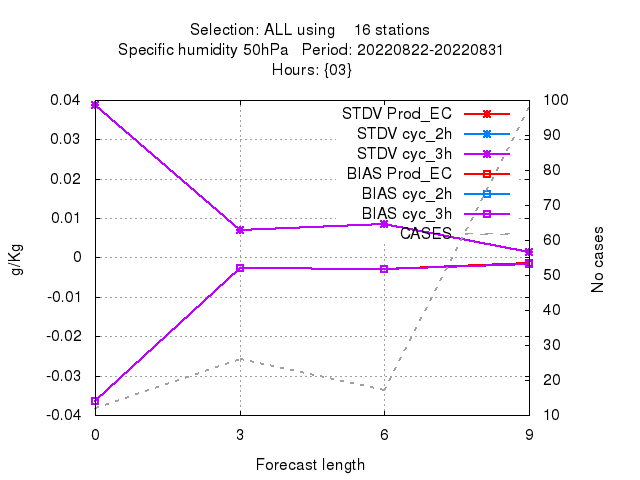 Selection: ALL using    16 stations
Specific humidity 50hPa   Period: 20220822-20220831
Hours: {03}
0.04
0.03
0.02
0.01
0
-0.01
-0.02
-0.03
-0.04
g/Kg
STDV Prod_EC
STDV cyc_2h
STDV cyc_3h
BIAS Prod_EC
BIAS cyc_2h
BIAS cyc_3h
CASES
100
90
80
70
60
50
40
30
20
10
No cases
0 3 6 9
Forecast length